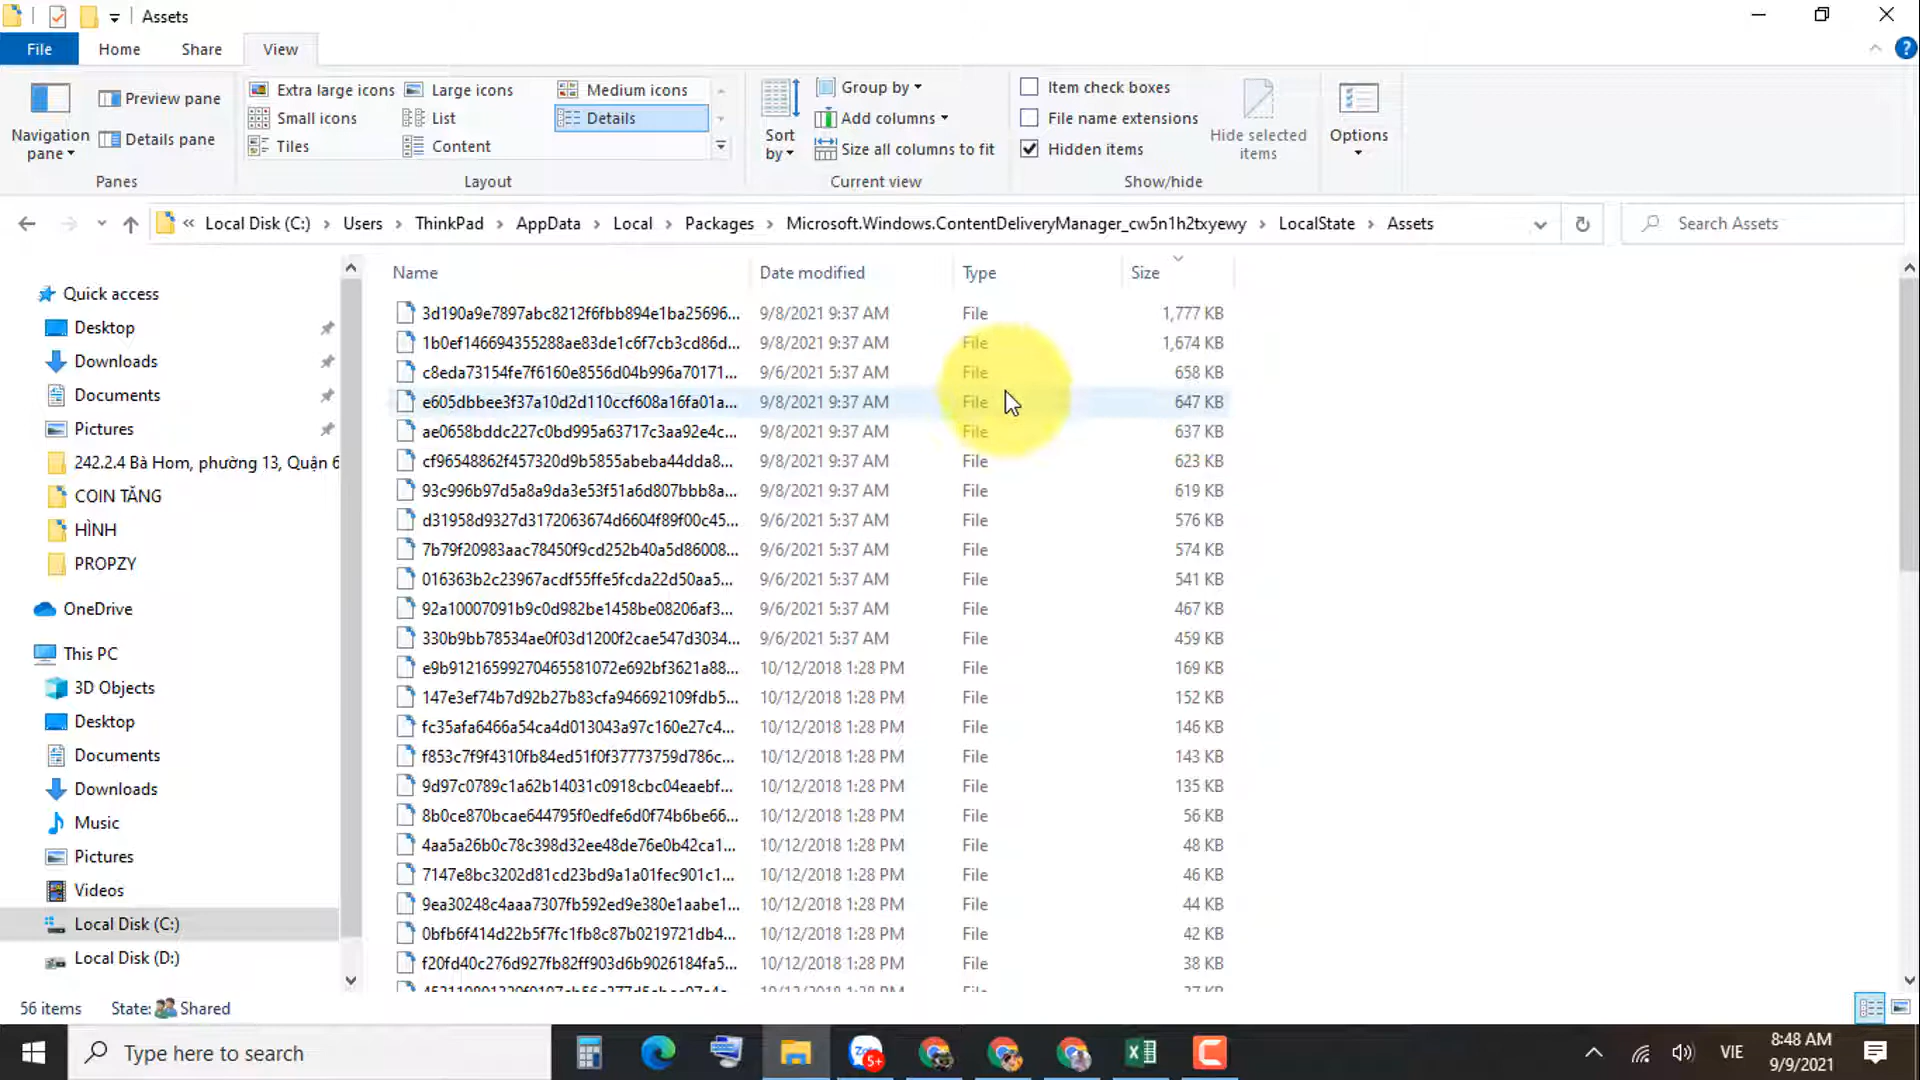 Assets
File Home Share View
Navigation pane
Preview pane
Details pane
Panes
Extra large icons Large icons Medium icons
Small icons List Details
Tiles Content
Layout
Sort by
Group by
Add columns
Size all columns to fit
Current view
Item check boxes
File name extensions
Hidden items
Hide selected items
Show/hide
Options
« Local Disk (C:) › Users › ThinkPad › AppData › Local › Packages › Microsoft.Windows.ContentDeliveryManager_cw5n1h2txyewy › LocalState › Assets
Search Assets
Quick access
Desktop
Downloads
Documents
Pictures
242.2.4 Bà Hom, phường 13, Quận 6
COIN TĂNG
HÌNH
PROPZY
OneDrive
This PC
3D Objects
Desktop
Documents
Downloads
Music
Pictures
Videos
Local Disk (C:)
Local Disk (D:)
Name Date modified Type Size
3d190a9e7897abc8212f6fbb894e1ba25696... 9/8/2021 9:37 AM File 1,777 KB
1b0ef146694355288ae83de1c6f7cb3cd86d... 9/8/2021 9:37 AM File 1,674 KB
c8eda73154fe7f6160e8556d04b996a70171... 9/6/2021 5:37 AM File 658 KB
e605dbbee3f37a10d2d110ccf608a16fa01a... 9/8/2021 9:37 AM File 647 KB
ae0658bddc227c0bd995a63717c3aa92e4c... 9/8/2021 9:37 AM File 637 KB
cf96548862f457320d9b5855abeba44dda8... 9/8/2021 9:37 AM File 623 KB
93c996b97d5a8a9da3e53f51a6d807bbb8a... 9/8/2021 9:37 AM File 619 KB
d31958d9327d3172063674d6604f89f00c45... 9/6/2021 5:37 AM File 576 KB
7b79f20983aac78450f9cd252b40a5d86008... 9/6/2021 5:37 AM File 574 KB
016363b2c23967acdf55ffe5fcda22d50aa5... 9/6/2021 5:37 AM File 541 KB
92a10007091b9c0d982be1458be08206af3... 9/6/2021 5:37 AM File 467 KB
330b9bb78534ae0f03d1200f2cae547d3034... 9/6/2021 5:37 AM File 459 KB
e9b91216599270465581072e692bf3621a88... 10/12/2018 1:28 PM File 169 KB
147e3ef74b7d92b27b83cfa946692109fdb5... 10/12/2018 1:28 PM File 152 KB
fc35afa6466a54ca4d013043a97c160e27c4... 10/12/2018 1:28 PM File 146 KB
f853c7f9f4310fb84ed51f0f37773759d786c... 10/12/2018 1:28 PM File 143 KB
9d97c0789c1a62b14031c0918cbc04eaebf... 10/12/2018 1:28 PM File 135 KB
8b0ce870bcae644795f0edfe6d0f74b6be66... 10/12/2018 1:28 PM File 56 KB
4aa5a26b0c78c398d32ee48de76e0b42ca1... 10/12/2018 1:28 PM File 48 KB
7147e8bc3202d81cd23bd9a1a01fec901c1... 10/12/2018 1:28 PM File 46 KB
9ea30248c4aaa7307fb592ed9e380e1aabe1... 10/12/2018 1:28 PM File 44 KB
0bfb6f414d22b5f7fc1fb8c87b0219721db4... 10/12/2018 1:28 PM File 42 KB
f20fd40c276d927fb82ff903d6b9026184fa5... 10/12/2018 1:28 PM File 38 KB
56 items State: Shared
Type here to search
5+
VIE
8:48 AM
9/9/2021